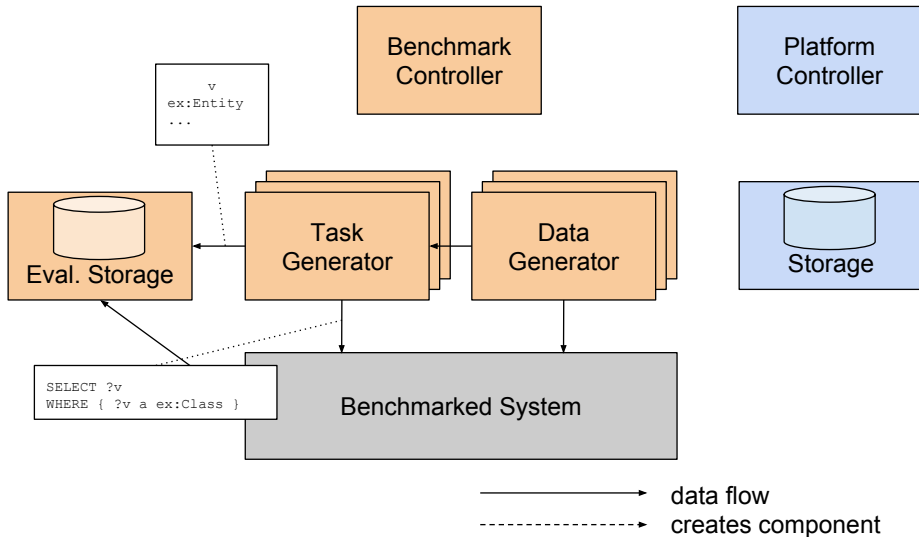 Benchmark
Controller
Platform
Controller
v
ex:Entity
...
Eval. Storage
Task
Generator
Data
Generator
Storage
SELECT ?v
WHERE { ?v a ex:Class }
Benchmarked System
data flow
creates component